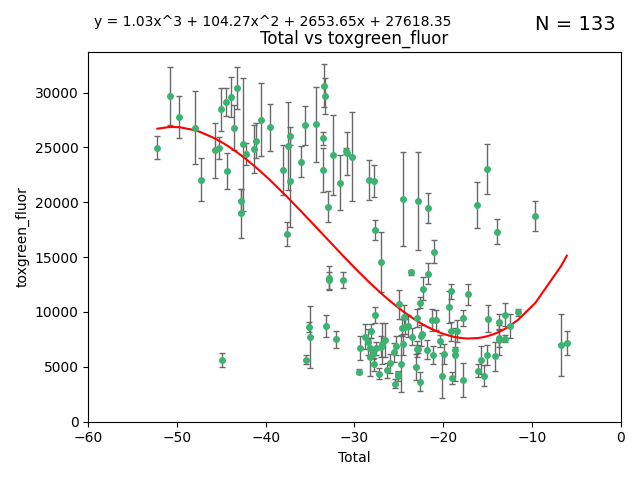 y = 1.03x^3 + 104.27x^2 + 2653.65x + 27618.35
N = 133
Total vs toxgreen_fluor
30000
25000
20000
15000
10000
5000
0
toxgreen_fluor
−60
−50
−40
−30
−20
−10
0
Total